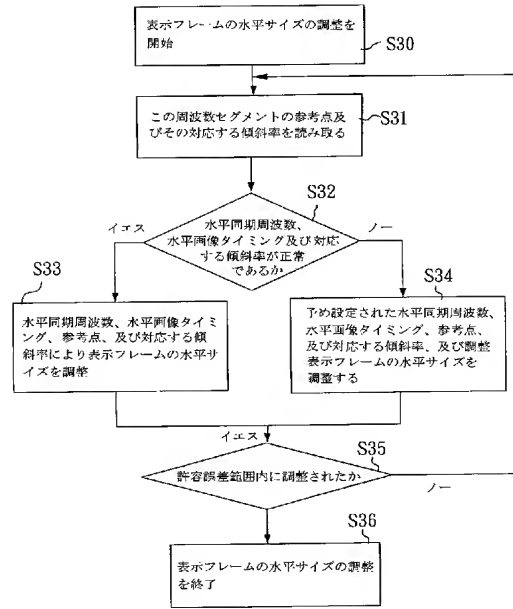 表示フレームの水平サイズの調整を
開始
S30
この周波数セグメントの参考点及
びその対応する傾斜率を読み取る
S31
S32
水平同期周波数、
水平画像タイミング及び対応
する傾斜率が正常
であるか
イエス
ノー
S33
水平同期周波数、水平画像タイミ
ング、参考点、及び対応する傾
斜率により表示フレームの水平サ
イズを調整
S34
予め設定された水平同期周波数、
水平画像タイミング、参考点、
及び対応する傾斜率、及び調整
表示フレームの水平サイズを
調整する
イエス
S35
許容誤差範囲内に調整されたか
ノー
S36
表示フレームの水平サイズの調整
を終了